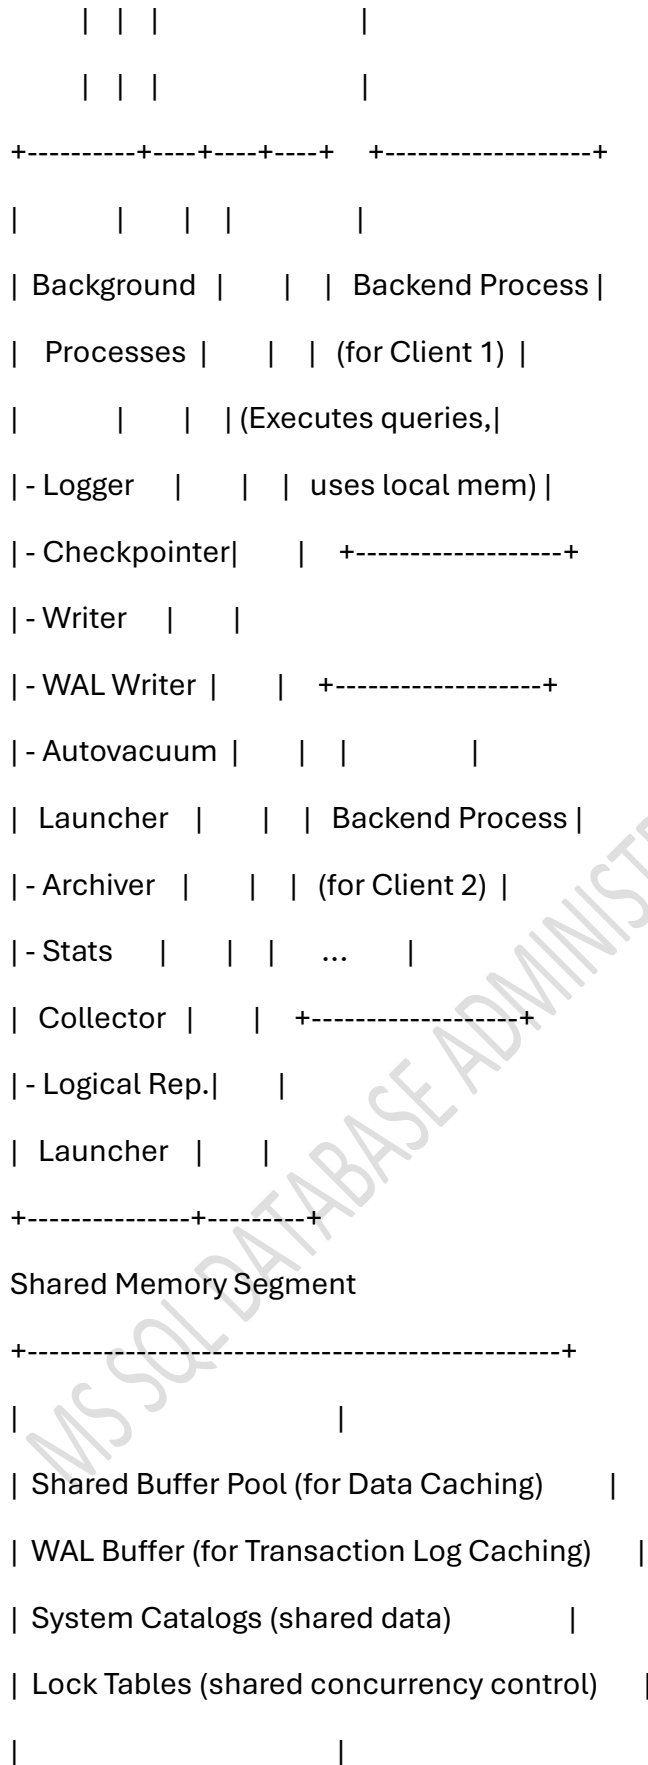 | | | |
| | | |
+----------+----+----+----+ +-------------------+
| | | | |
| Background | | | Backend Process |
| Processes | | | (for Client 1) |
| | | | (Executes queries,|
| - Logger | | | uses local mem) |
| - Checkpointer| | +-------------------+
| - Writer | |
| - WAL Writer | | +-------------------+
| - Autovacuum | | | |
| Launcher | | | Backend Process |
| - Archiver | | | (for Client 2) |
| - Stats | | | ... |
| Collector | | +-------------------+
| - Logical Rep.| |
| Launcher | |
+---------------+---------+
Shared Memory Segment
+-------------------------------------------------+
| |
| Shared Buffer Pool (for Data Caching) |
| WAL Buffer (for Transaction Log Caching) |
| System Catalogs (shared data) |
| Lock Tables (shared concurrency control) |
| |
MS SQL DATABASE